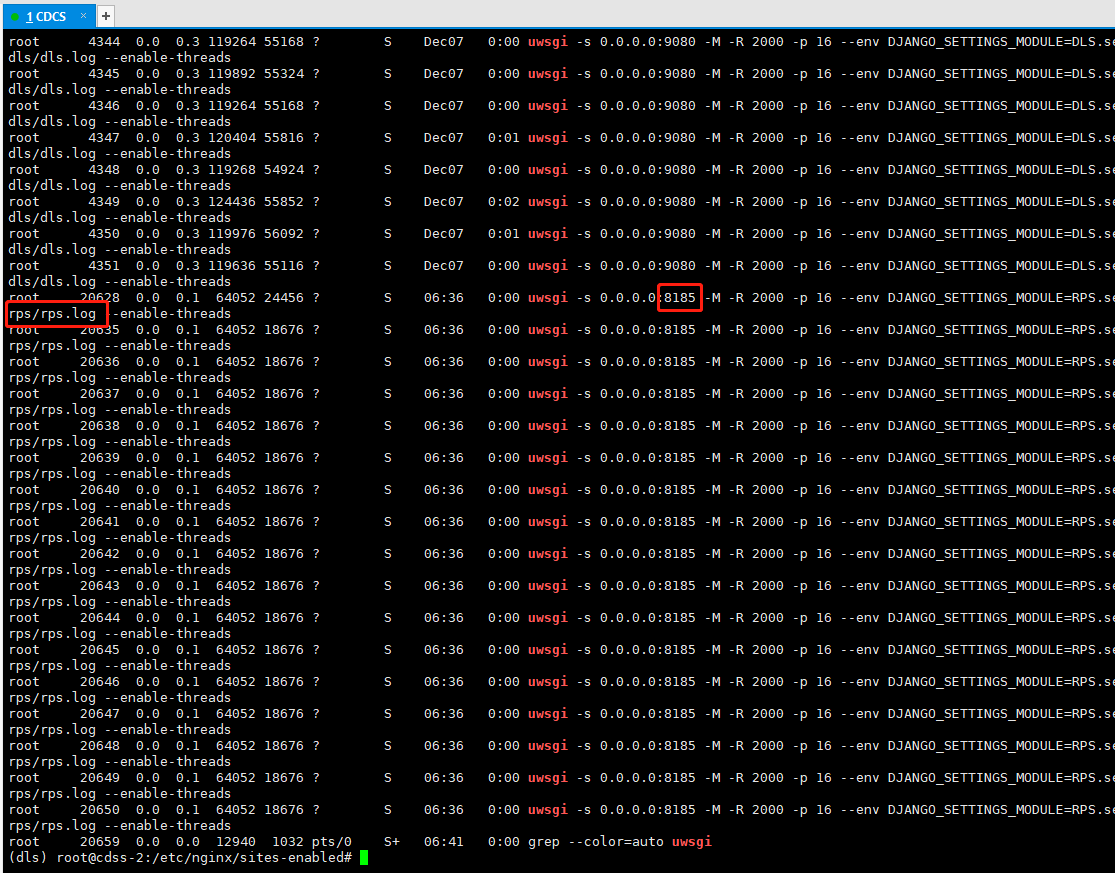 1 CDCS × +
root      4344  0.0  0.3 119264 55168 ?        S    Dec07   0:00 uwsgi -s 0.0.0.0:9080 -M -R 2000 -p 16 --env DJANGO_SETTINGS_MODULE=DLS.se
dls/dls.log --enable-threads
root      4345  0.0  0.3 119892 55324 ?        S    Dec07   0:00 uwsgi -s 0.0.0.0:9080 -M -R 2000 -p 16 --env DJANGO_SETTINGS_MODULE=DLS.se
dls/dls.log --enable-threads
root      4346  0.0  0.3 119264 55168 ?        S    Dec07   0:00 uwsgi -s 0.0.0.0:9080 -M -R 2000 -p 16 --env DJANGO_SETTINGS_MODULE=DLS.se
dls/dls.log --enable-threads
root      4347  0.0  0.3 120404 55816 ?        S    Dec07   0:01 uwsgi -s 0.0.0.0:9080 -M -R 2000 -p 16 --env DJANGO_SETTINGS_MODULE=DLS.se
dls/dls.log --enable-threads
root      4348  0.0  0.3 119268 54924 ?        S    Dec07   0:00 uwsgi -s 0.0.0.0:9080 -M -R 2000 -p 16 --env DJANGO_SETTINGS_MODULE=DLS.se
dls/dls.log --enable-threads
root      4349  0.0  0.3 124436 55852 ?        S    Dec07   0:02 uwsgi -s 0.0.0.0:9080 -M -R 2000 -p 16 --env DJANGO_SETTINGS_MODULE=DLS.se
dls/dls.log --enable-threads
root      4350  0.0  0.3 119976 56092 ?        S    Dec07   0:01 uwsgi -s 0.0.0.0:9080 -M -R 2000 -p 16 --env DJANGO_SETTINGS_MODULE=DLS.se
dls/dls.log --enable-threads
root      4351  0.0  0.3 119636 55116 ?        S    Dec07   0:00 uwsgi -s 0.0.0.0:9080 -M -R 2000 -p 16 --env DJANGO_SETTINGS_MODULE=DLS.se
dls/dls.log --enable-threads
root     20628  0.0  0.1  64052 24456 ?        S    06:36   0:00 uwsgi -s 0.0.0.0:8185 -M -R 2000 -p 16 --env DJANGO_SETTINGS_MODULE=RPS.se
rps/rps.log --enable-threads
root     20635  0.0  0.1  64052 18676 ?        S    06:36   0:00 uwsgi -s 0.0.0.0:8185 -M -R 2000 -p 16 --env DJANGO_SETTINGS_MODULE=RPS.se
rps/rps.log --enable-threads
root     20636  0.0  0.1  64052 18676 ?        S    06:36   0:00 uwsgi -s 0.0.0.0:8185 -M -R 2000 -p 16 --env DJANGO_SETTINGS_MODULE=RPS.se
rps/rps.log --enable-threads
root     20637  0.0  0.1  64052 18676 ?        S    06:36   0:00 uwsgi -s 0.0.0.0:8185 -M -R 2000 -p 16 --env DJANGO_SETTINGS_MODULE=RPS.se
rps/rps.log --enable-threads
root     20638  0.0  0.1  64052 18676 ?        S    06:36   0:00 uwsgi -s 0.0.0.0:8185 -M -R 2000 -p 16 --env DJANGO_SETTINGS_MODULE=RPS.se
rps/rps.log --enable-threads
root     20639  0.0  0.1  64052 18676 ?        S    06:36   0:00 uwsgi -s 0.0.0.0:8185 -M -R 2000 -p 16 --env DJANGO_SETTINGS_MODULE=RPS.se
rps/rps.log --enable-threads
root     20640  0.0  0.1  64052 18676 ?        S    06:36   0:00 uwsgi -s 0.0.0.0:8185 -M -R 2000 -p 16 --env DJANGO_SETTINGS_MODULE=RPS.se
rps/rps.log --enable-threads
root     20641  0.0  0.1  64052 18676 ?        S    06:36   0:00 uwsgi -s 0.0.0.0:8185 -M -R 2000 -p 16 --env DJANGO_SETTINGS_MODULE=RPS.se
rps/rps.log --enable-threads
root     20642  0.0  0.1  64052 18676 ?        S    06:36   0:00 uwsgi -s 0.0.0.0:8185 -M -R 2000 -p 16 --env DJANGO_SETTINGS_MODULE=RPS.se
rps/rps.log --enable-threads
root     20643  0.0  0.1  64052 18676 ?        S    06:36   0:00 uwsgi -s 0.0.0.0:8185 -M -R 2000 -p 16 --env DJANGO_SETTINGS_MODULE=RPS.se
rps/rps.log --enable-threads
root     20644  0.0  0.1  64052 18676 ?        S    06:36   0:00 uwsgi -s 0.0.0.0:8185 -M -R 2000 -p 16 --env DJANGO_SETTINGS_MODULE=RPS.se
rps/rps.log --enable-threads
root     20645  0.0  0.1  64052 18676 ?        S    06:36   0:00 uwsgi -s 0.0.0.0:8185 -M -R 2000 -p 16 --env DJANGO_SETTINGS_MODULE=RPS.se
rps/rps.log --enable-threads
root     20646  0.0  0.1  64052 18676 ?        S    06:36   0:00 uwsgi -s 0.0.0.0:8185 -M -R 2000 -p 16 --env DJANGO_SETTINGS_MODULE=RPS.se
rps/rps.log --enable-threads
root     20647  0.0  0.1  64052 18676 ?        S    06:36   0:00 uwsgi -s 0.0.0.0:8185 -M -R 2000 -p 16 --env DJANGO_SETTINGS_MODULE=RPS.se
rps/rps.log --enable-threads
root     20648  0.0  0.1  64052 18676 ?        S    06:36   0:00 uwsgi -s 0.0.0.0:8185 -M -R 2000 -p 16 --env DJANGO_SETTINGS_MODULE=RPS.se
rps/rps.log --enable-threads
root     20649  0.0  0.1  64052 18676 ?        S    06:36   0:00 uwsgi -s 0.0.0.0:8185 -M -R 2000 -p 16 --env DJANGO_SETTINGS_MODULE=RPS.se
rps/rps.log --enable-threads
root     20650  0.0  0.1  64052 18676 ?        S    06:36   0:00 uwsgi -s 0.0.0.0:8185 -M -R 2000 -p 16 --env DJANGO_SETTINGS_MODULE=RPS.se
rps/rps.log --enable-threads
root     20659  0.0  0.0  12940  1032 pts/0    S+   06:41   0:00 grep --color=auto uwsgi
(dls) root@cdss-2:/etc/nginx/sites-enabled#